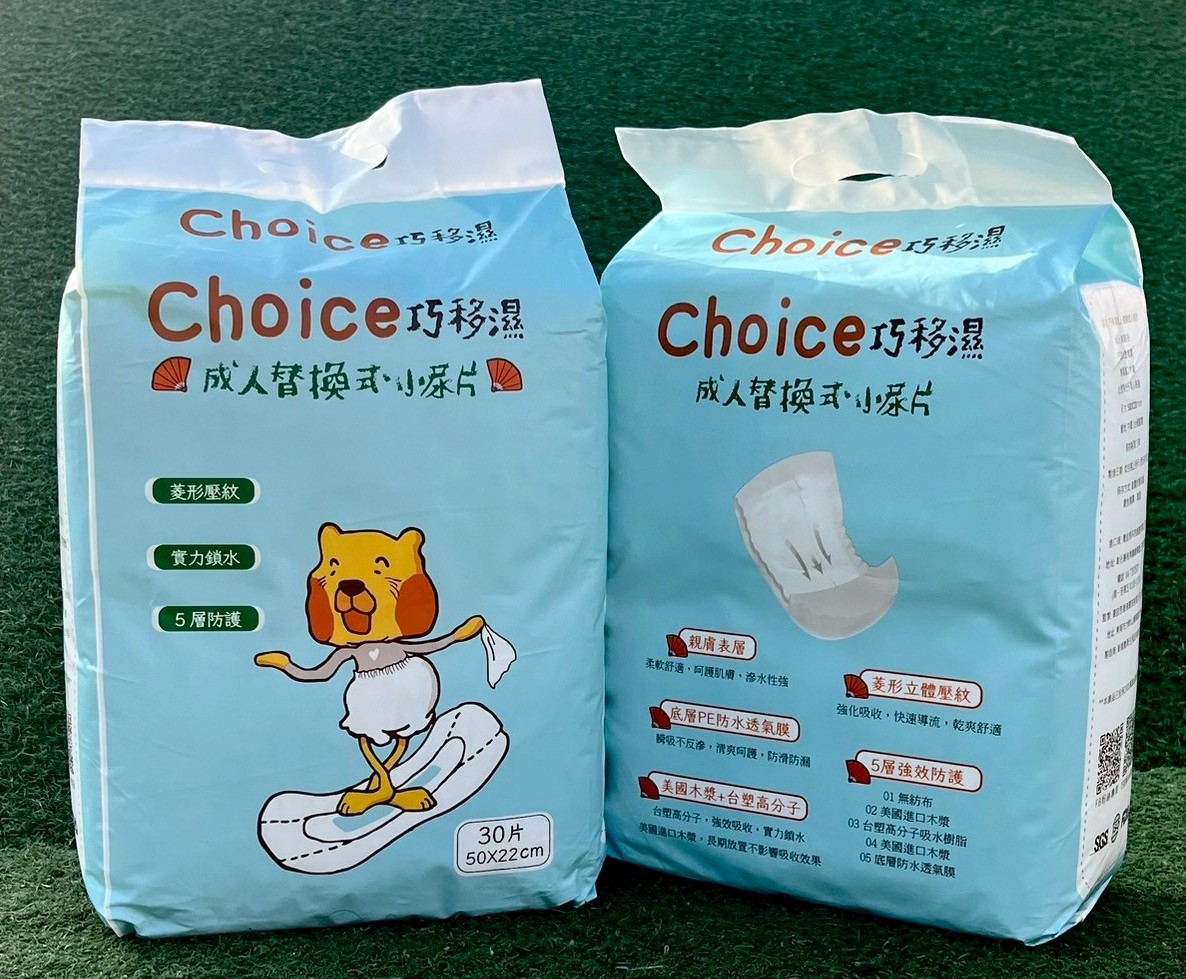 Choice巧移濕
Choice巧移濕
成人替換式小尿片
菱形壓紋
實力鎖水
5層防護
30片
50X22cm
Choice巧移濕
Choice巧移濕
成人替換式小尿片
親膚表層
柔軟舒適，呵護肌膚，滲水性強
底層PE防水透氣膜
瞬吸不反滲，清爽呵護，防滑防漏
美國木漿+台塑高分子
台塑高分子，強效吸收，實力鎖水
美國進口木漿，長期放置不影響吸收效果
菱形立體壓紋
強化吸收，快速導流，乾爽舒適
5層強效防護
01 無紡布
02 美國進口木漿
03 台塑高分子吸水樹脂
04 美國進口木漿
05 底層防水透氣膜
SGS